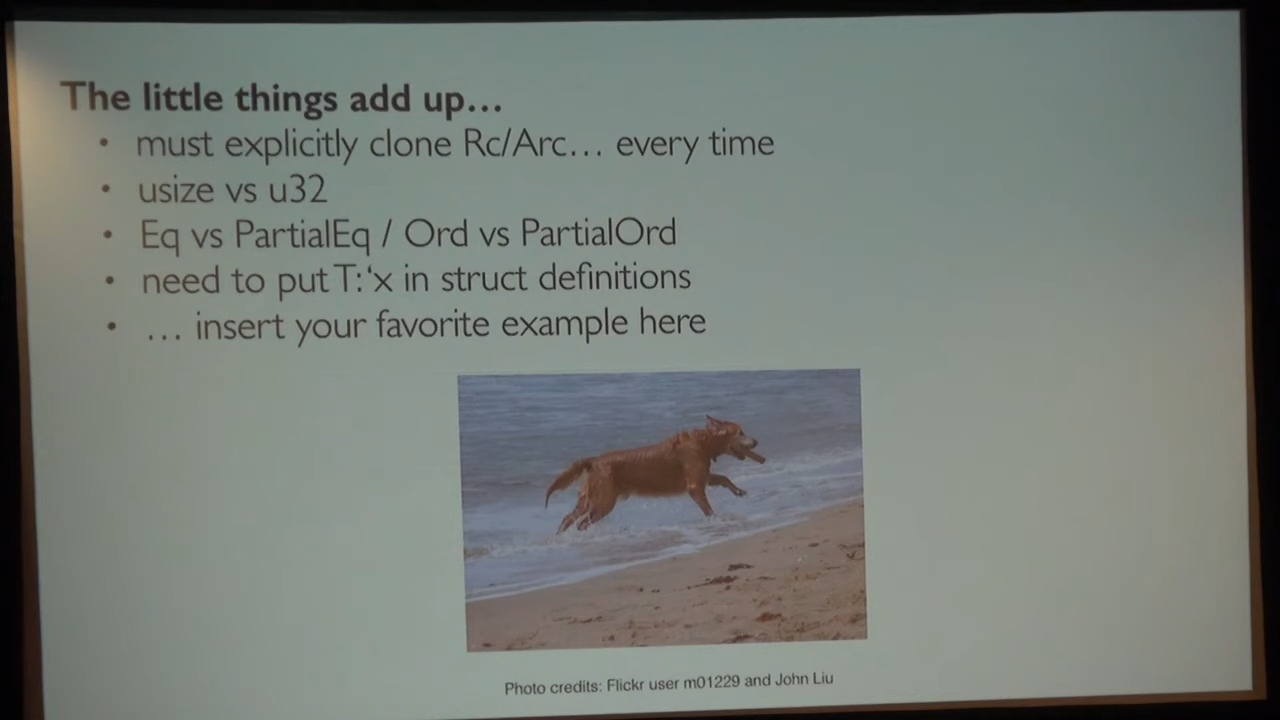 The little things add up…
• must explicitly clone Rc/Arc… every time
• usize vs u32
• Eq vs PartialEq / Ord vs PartialOrd
• need to put T: ‘x in struct definitions
• … insert your favorite example here
Photo credits: Flickr user m01229 and John Liu